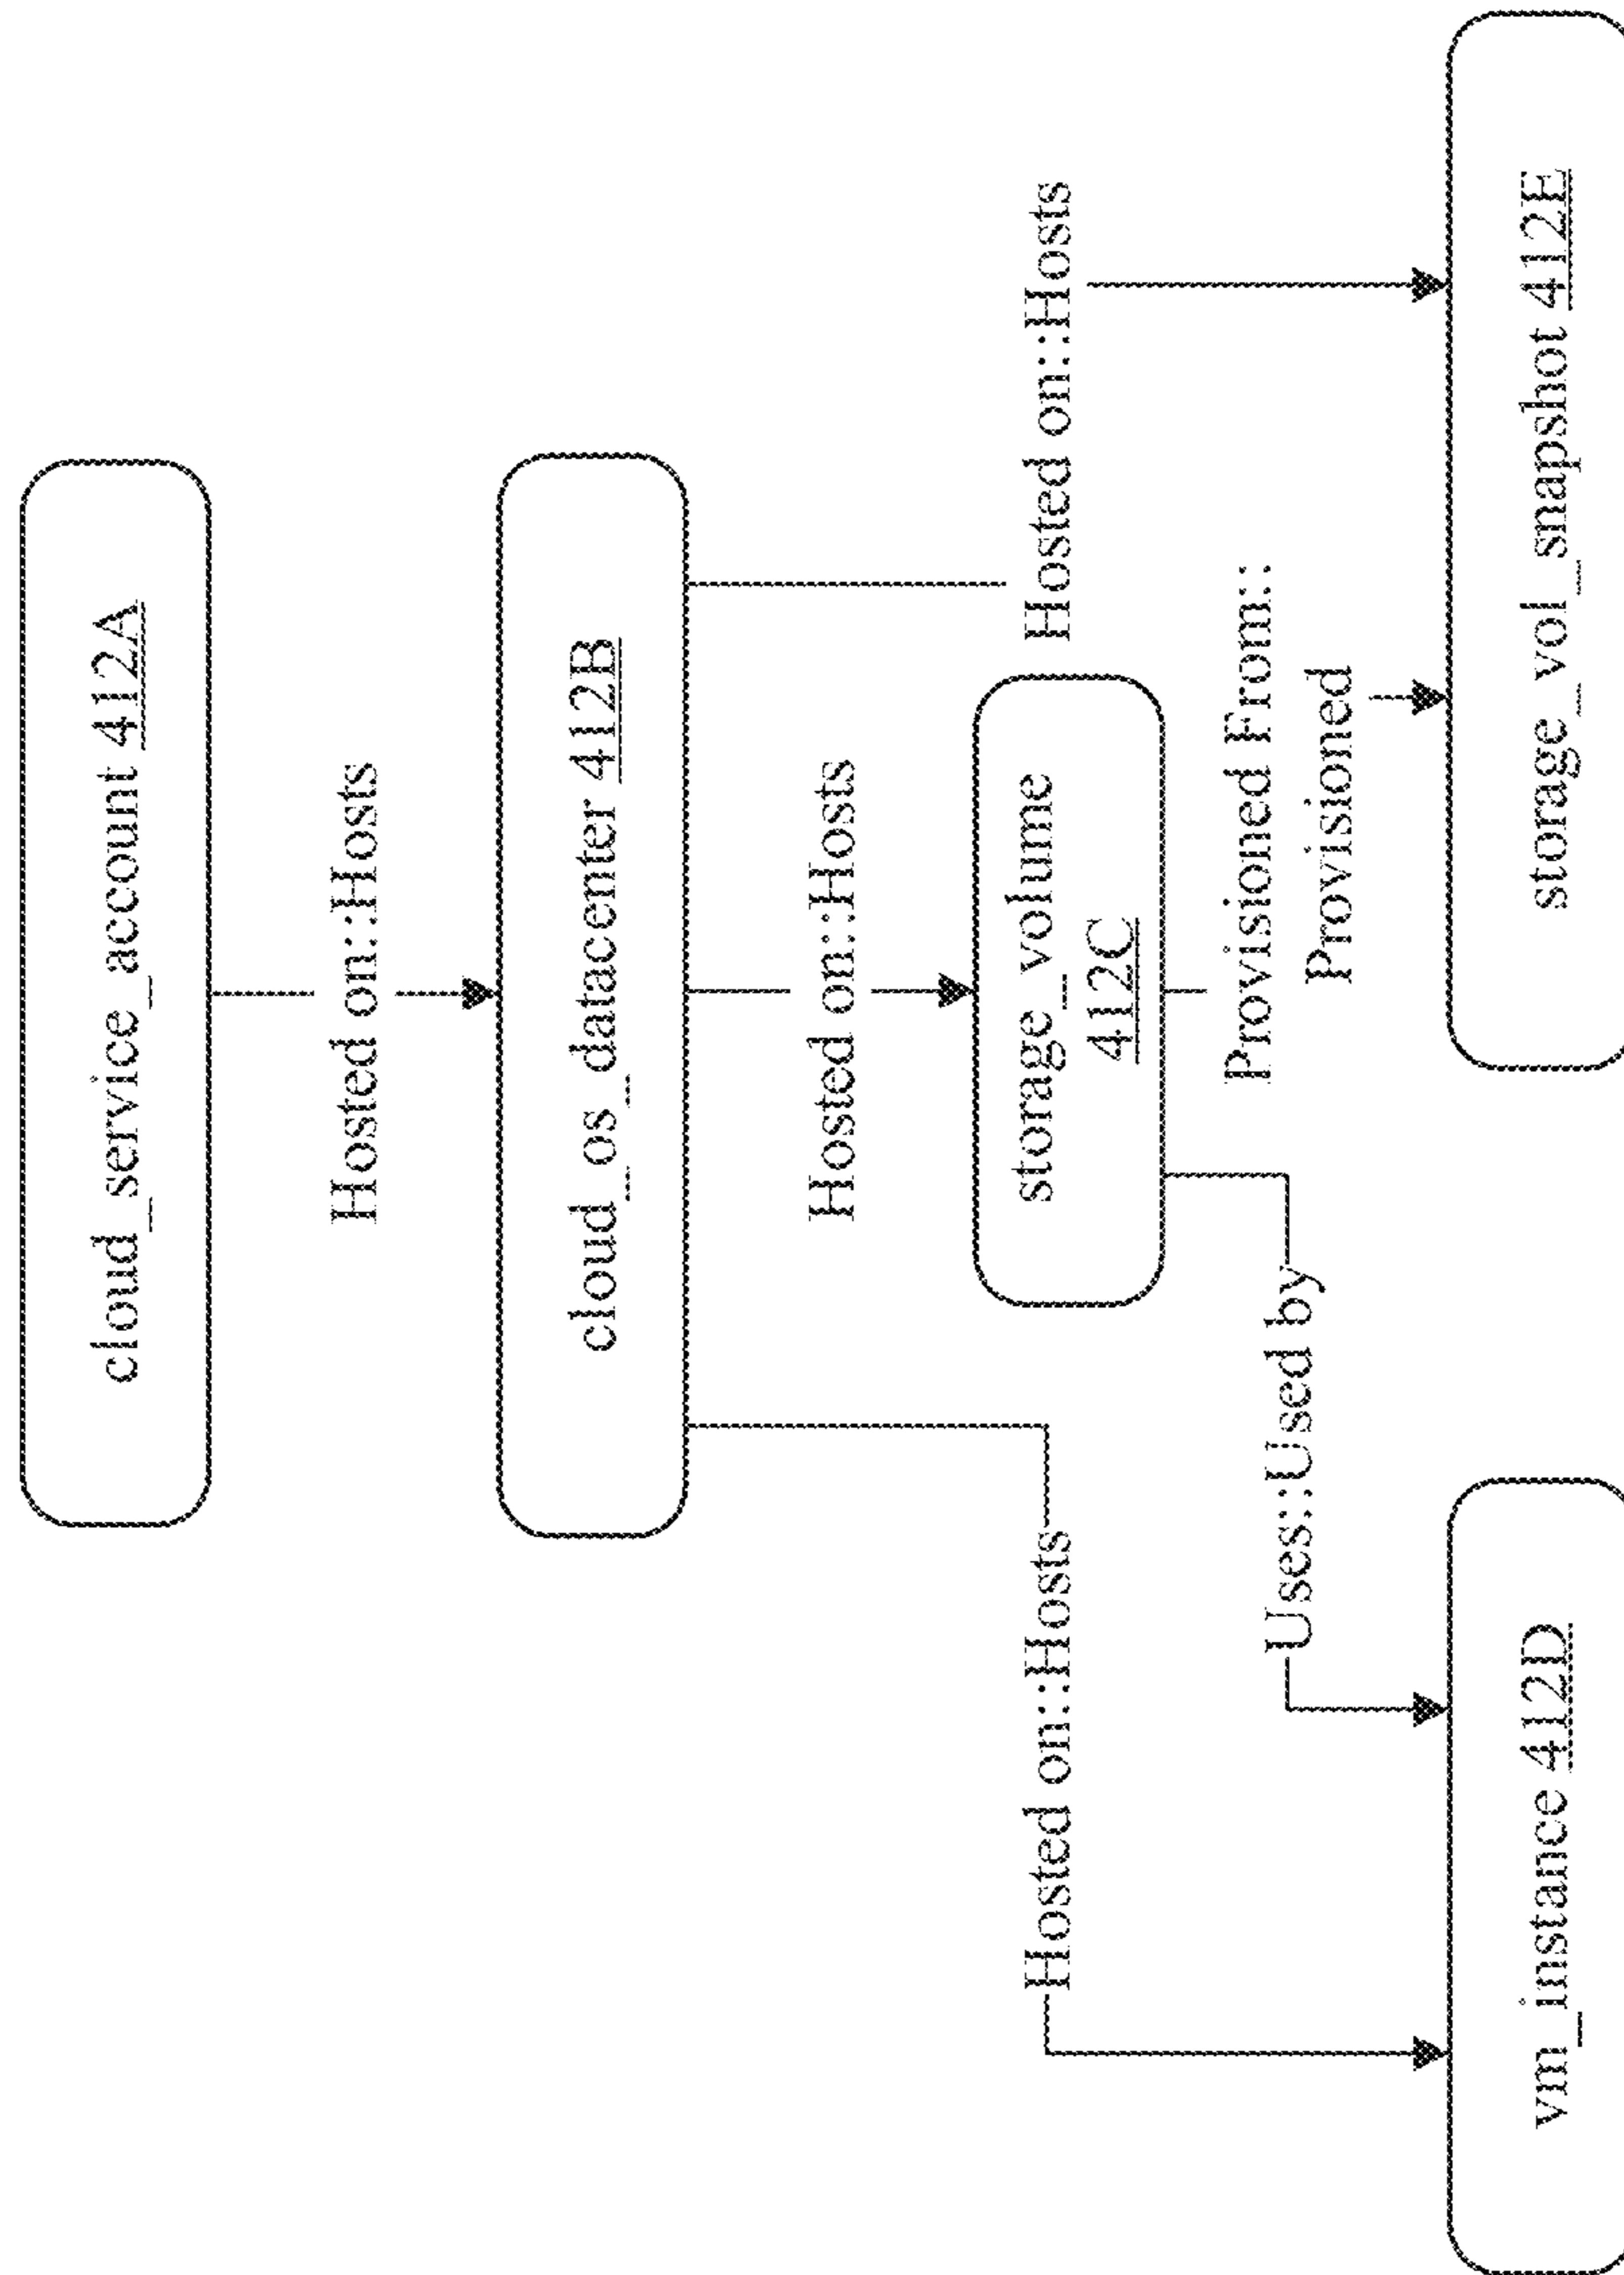 cloud_service_account 412A
Hosted on::Hosts
cloud_os_datacenter 412B
Hosted on::Hosts
storage_volume
412C
Hosted on::Hosts
Hosted on::Hosts
Uses::Used by
Provisioned From::
Provisioned
vm_instance 412D
storage_vol_snapshot 412E